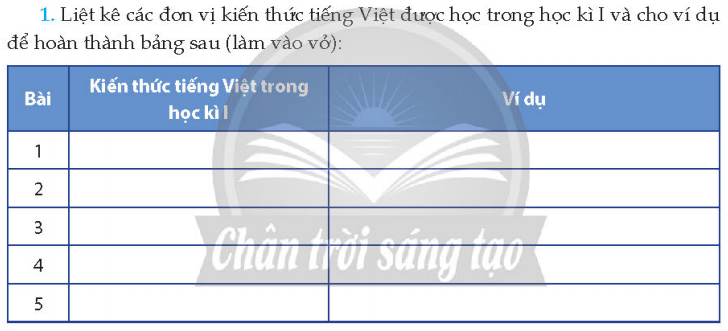 1. Liệt kê các đơn vị kiến thức tiếng Việt được học trong học kì I và cho ví dụ
để hoàn thành bảng sau (làm vào vở):
Bài
Kiến thức tiếng Việt trong
học kì I
Ví dụ
1
2
3
4
5
Chân trời sáng tạo